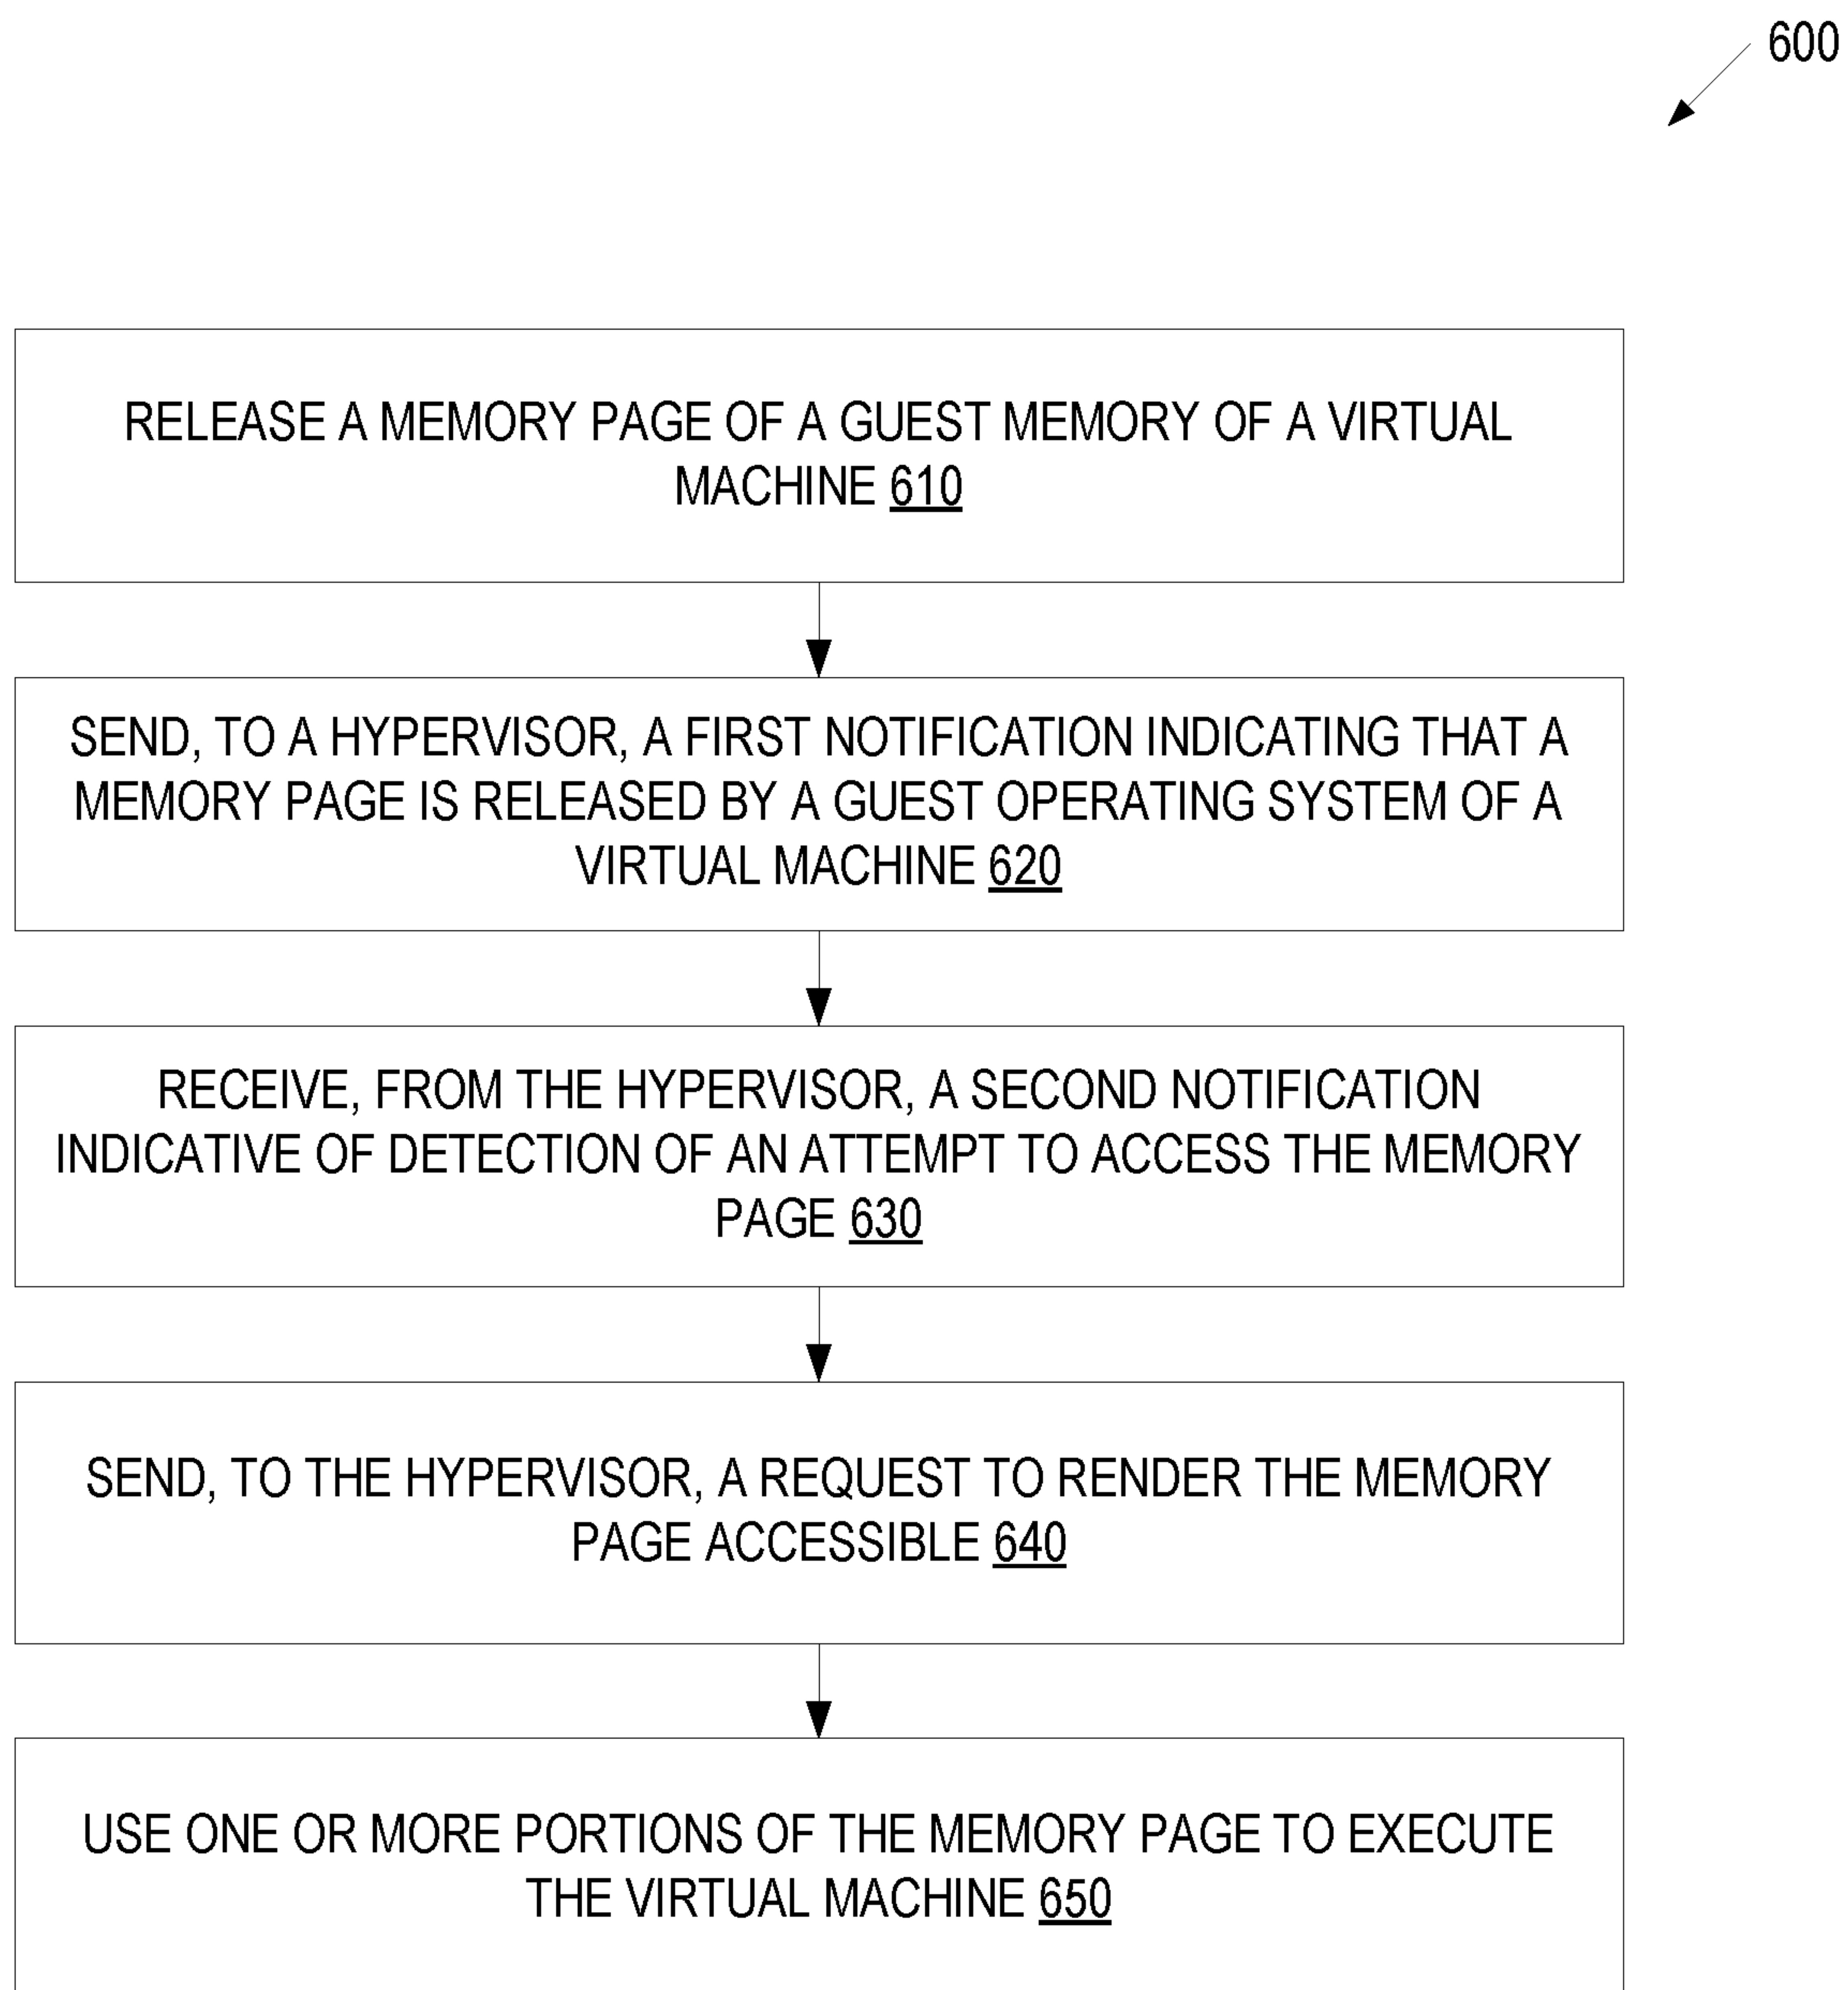 600
RELEASE A MEMORY PAGE OF A GUEST MEMORY OF A VIRTUAL
MACHINE 610
SEND, TO A HYPERVISOR, A FIRST NOTIFICATION INDICATING THAT A
MEMORY PAGE IS RELEASED BY A GUEST OPERATING SYSTEM OF A
VIRTUAL MACHINE 620
RECEIVE, FROM THE HYPERVISOR, A SECOND NOTIFICATION
INDICATIVE OF DETECTION OF AN ATTEMPT TO ACCESS THE MEMORY
PAGE 630
SEND, TO THE HYPERVISOR, A REQUEST TO RENDER THE MEMORY
PAGE ACCESSIBLE 640
USE ONE OR MORE PORTIONS OF THE MEMORY PAGE TO EXECUTE
THE VIRTUAL MACHINE 650